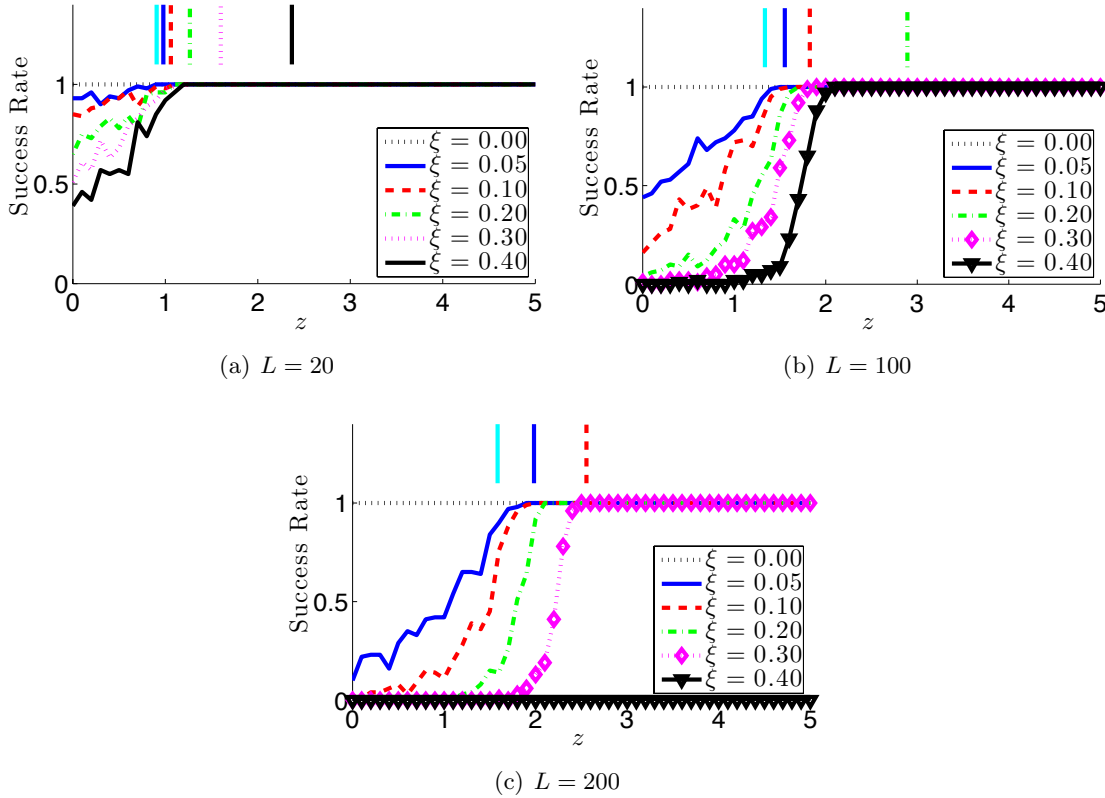 Success Rate
1
0.5
0
0 1 2 3 4 5
z
ξ = 0.00
ξ = 0.05
ξ = 0.10
ξ = 0.20
ξ = 0.30
ξ = 0.40
(a) L = 20
Success Rate
1
0.5
0
0 1 2 3 4 5
z
ξ = 0.00
ξ = 0.05
ξ = 0.10
ξ = 0.20
ξ = 0.30
ξ = 0.40
(b) L = 100
Success Rate
1
0.5
0
0 1 2 3 4 5
z
ξ = 0.00
ξ = 0.05
ξ = 0.10
ξ = 0.20
ξ = 0.30
ξ = 0.40
(c) L = 200